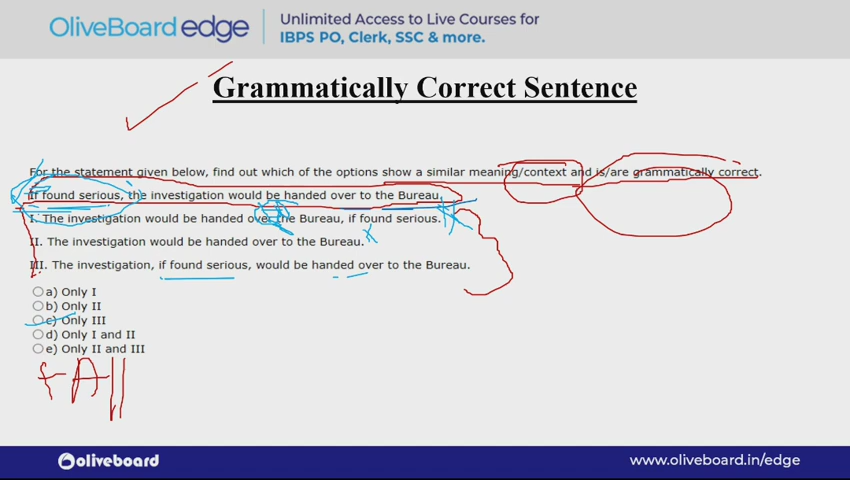 OliveBoard edge
Unlimited Access to Live Courses for
IBPS PO, Clerk, SSC & more.
Grammatically Correct Sentence
For the statement given below, find out which of the options show a similar meaning/context and is/are grammatically correct.
If found serious, the investigation would be handed over to the Bureau.
I. The investigation would be handed over the Bureau, if found serious.
II. The investigation would be handed over to the Bureau.
III. The investigation, if found serious, would be handed over to the Bureau.
a) Only I
b) Only II
c) Only III
d) Only I and II
e) Only II and III
f All
oliveboard
www.oliveboard.in/edge